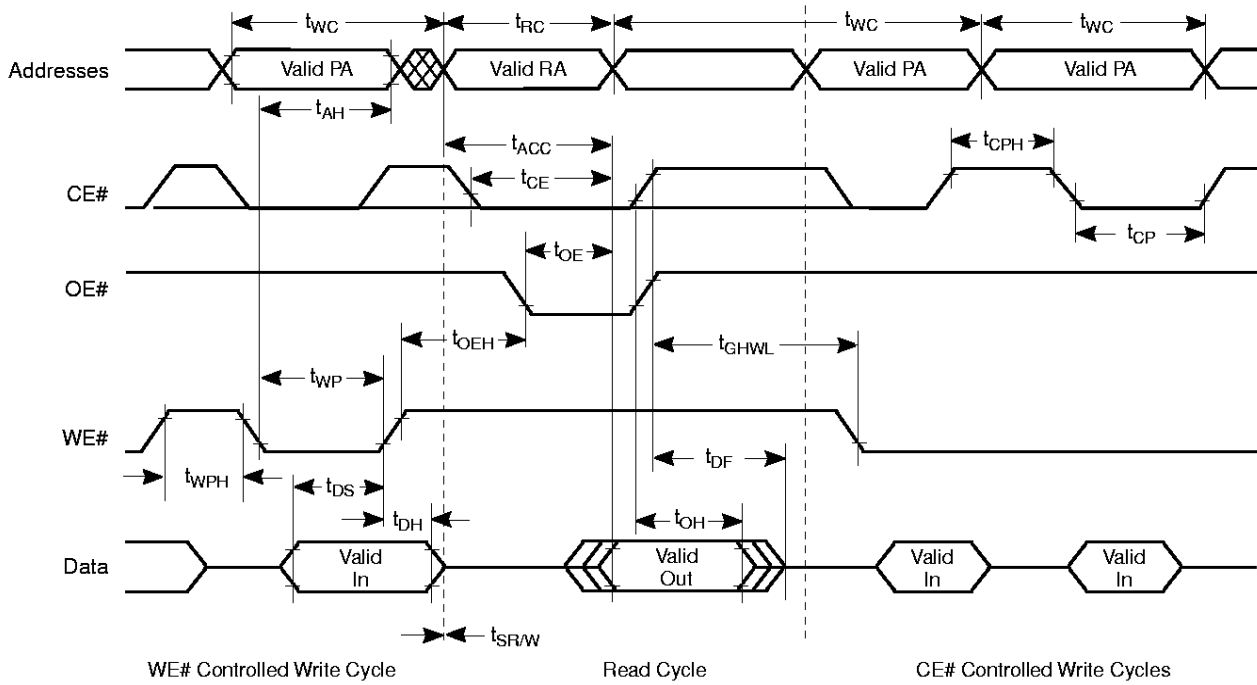 tWC tRC tWC tWC
Addresses Valid PA Valid RA Valid PA Valid PA
tAH
tACC tCPH
tCE
CE#
tOE tCP
OE#
tOEH tGHWL
tWP
WE#
tWPH tDS tDF
tDH tOH
Data Valid In Valid Out Valid In Valid In
tSR/W
WE# Controlled Write Cycle Read Cycle CE# Controlled Write Cycles